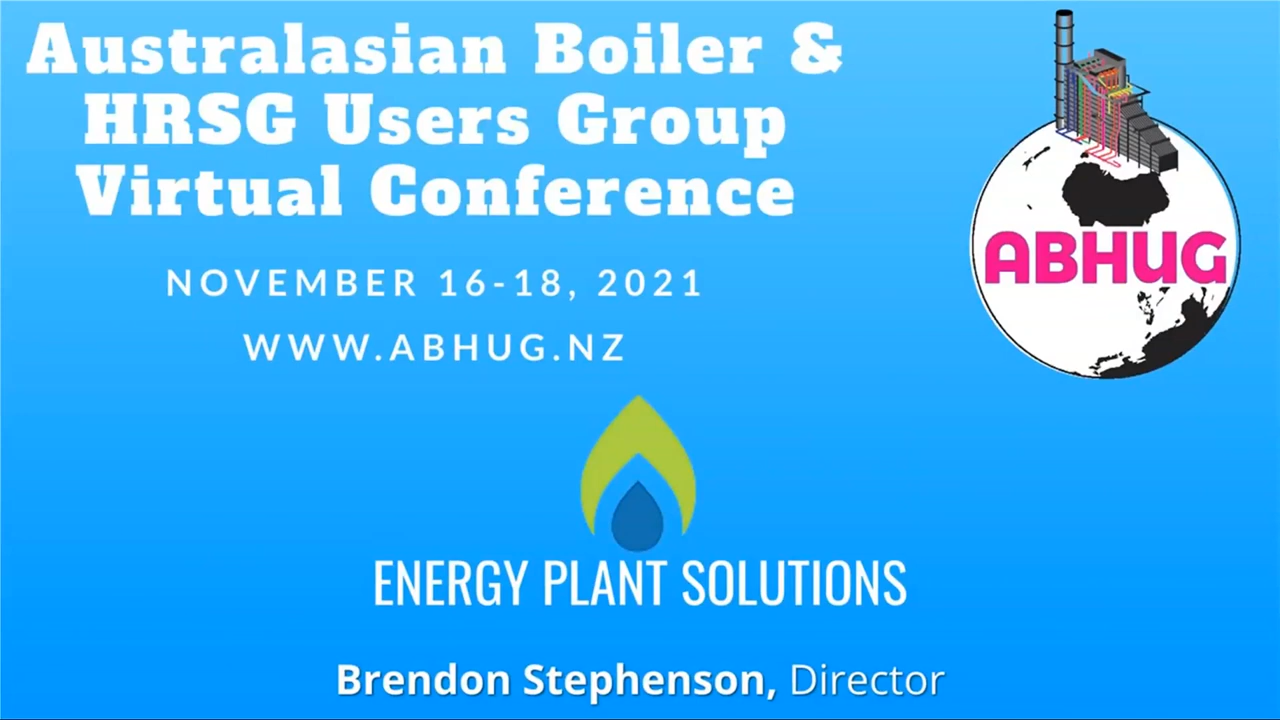 Australasian Boiler &
HRSG Users Group
Virtual Conference
NOVEMBER 16-18, 2021
WWW.ABHUG.NZ
ABHUG
ENERGY PLANT SOLUTIONS
Brendon Stephenson, Director